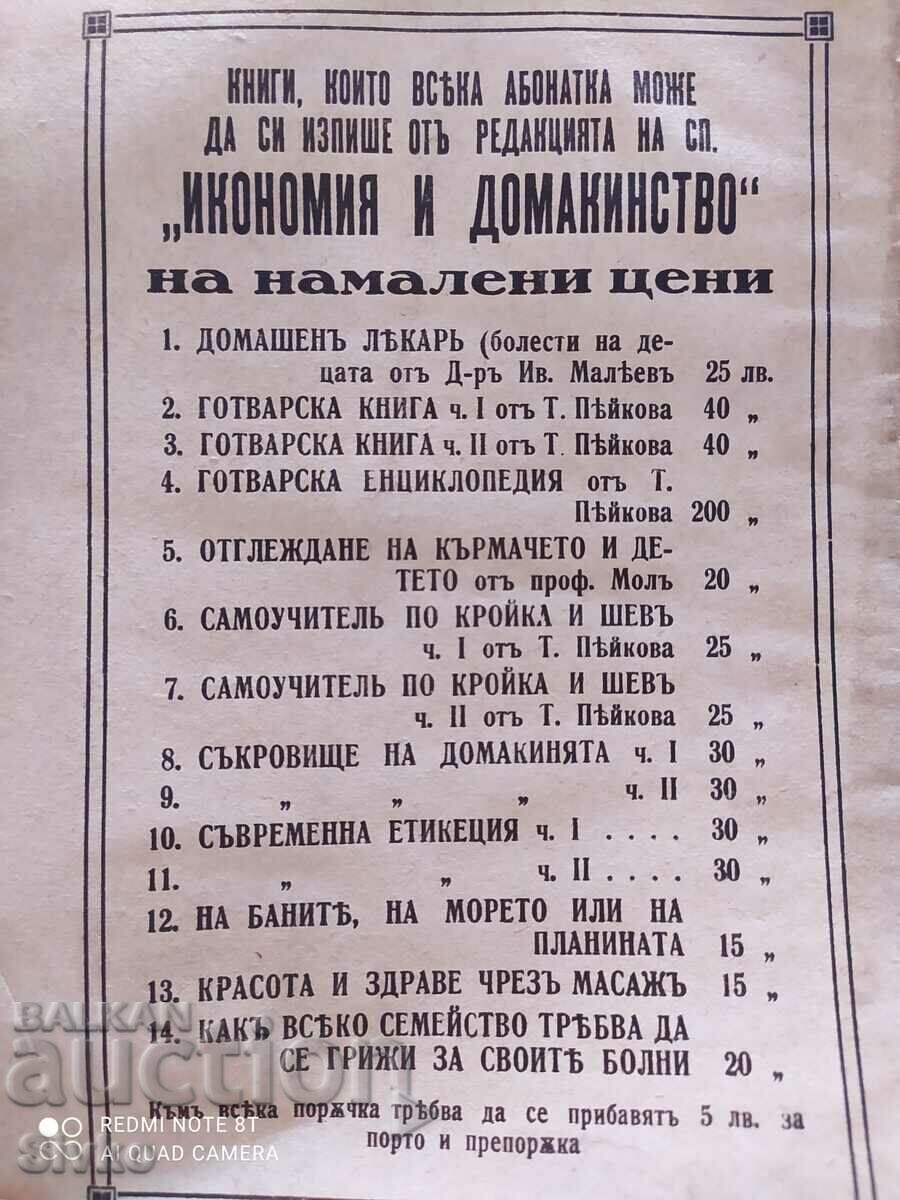 КНИГИ, КОИТО ВСѢКА АБОНАТКА МОЖЕ
ДА СИ ИЗПИШЕ ОТЪ РЕДАКЦИЯТА НА СП.
„ИКОНОМИЯ И ДОМАКИНСТВО“
на намалени цени
1. ДОМАШЕНЪ ЛѢКАРЬ (болести на де-
цата отъ Д-ръ Ив. Малѣевъ 25 лв.
2. ГОТВАРСКА КНИГА ч. I отъ Т. Пѣйкова 40 „
3. ГОТВАРСКА КНИГА ч. II отъ Т. Пѣйкова 40 „
4. ГОТВАРСКА ЕНЦИКЛОПЕДИЯ отъ Т.
Пѣйкова 200 „
5. ОТГЛЕЖДАНЕ НА КЪРМАЧЕТО И ДЕ-
ТЕТО отъ проф. Молъ 20 „
6. САМОУЧИТЕЛЬ ПО КРОЙКА И ШЕВЪ
ч. I отъ Т. Пѣйкова 25 „
7. САМОУЧИТЕЛЬ ПО КРОЙКА И ШЕВЪ
ч. II отъ Т. Пѣйкова 25 „
8. СЪКРОВИЩЕ НА ДОМАКИНЯТА ч. I 30 „
9. „ „ „ ч. II 30 „
10. СЪВРЕМЕННА ЕТИКЕЦИЯ ч. I . . . . 30 „
11. „ „ ч. II . . . . 30 „
12. НА БАНИТѢ, НА МОРЕТО ИЛИ НА
ПЛАНИНАТА 15 „
13. КРАСОТА И ЗДРАВЕ ЧРЕЗЪ МАСАЖЪ 15 „
14. КАКЪ ВСѢКО СЕМЕЙСТВО ТРѢБВА ДА
СЕ ГРИЖИ ЗА СВОИТѢ БОЛНИ 20 „
Къмъ всѣка порѫчка трѣбва да се прибавятъ 5 лв. за
порто и препорѫка
BALKAN
auction
REDMI NOTE 8T
AI QUAD CAMERA
Sivko